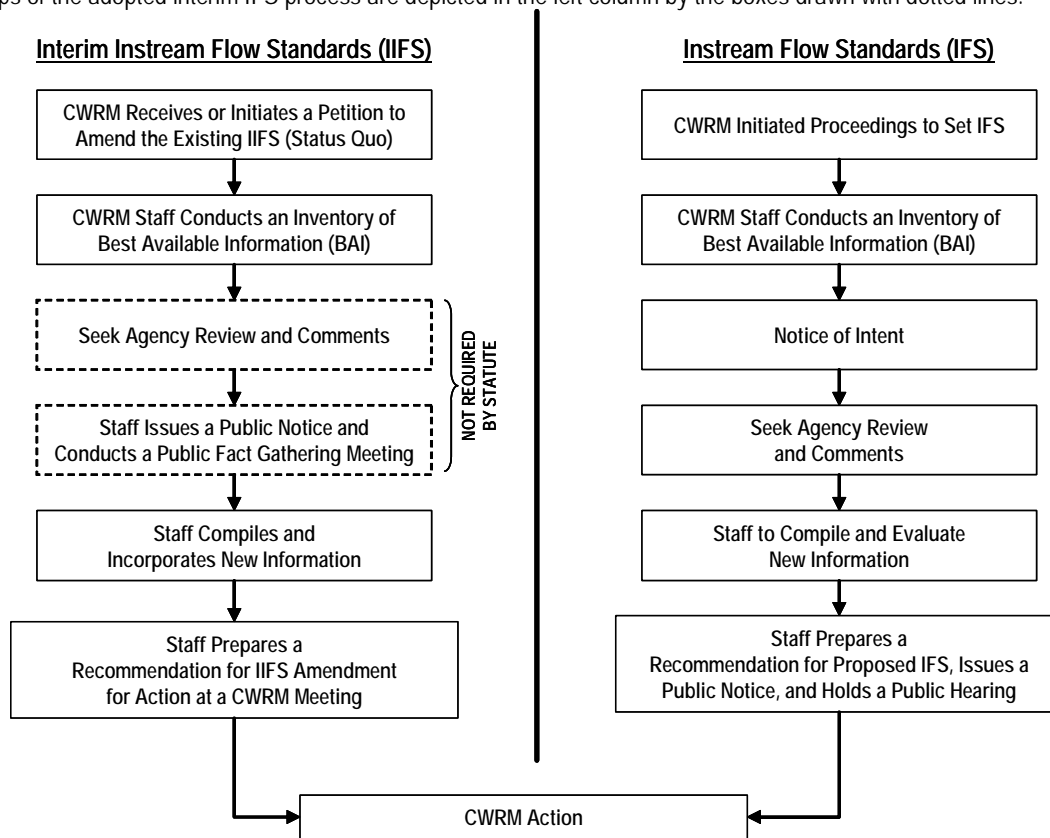 ps of the adopted interim IFS process are depicted in the left column by the boxes drawn with dotted lines.
Interim Instream Flow Standards (IIFS)
CWRM Receives or Initiates a Petition to
Amend the Existing IIFS (Status Quo)
CWRM Staff Conducts an Inventory of
Best Available Information (BAI)
Seek Agency Review and Comments
Staff Issues a Public Notice and
Conducts a Public Fact Gathering Meeting
NOT REQUIRED
BY STATUTE
Staff Compiles and
Incorporates New Information
Staff Prepares a
Recommendation for IIFS Amendment
for Action at a CWRM Meeting
Instream Flow Standards (IFS)
CWRM Initiated Proceedings to Set IFS
CWRM Staff Conducts an Inventory of
Best Available Information (BAI)
Notice of Intent
Seek Agency Review
and Comments
Staff to Compile and Evaluate
New Information
Staff Prepares a
Recommendation for Proposed IFS, Issues a
Public Notice, and Holds a Public Hearing
CWRM Action